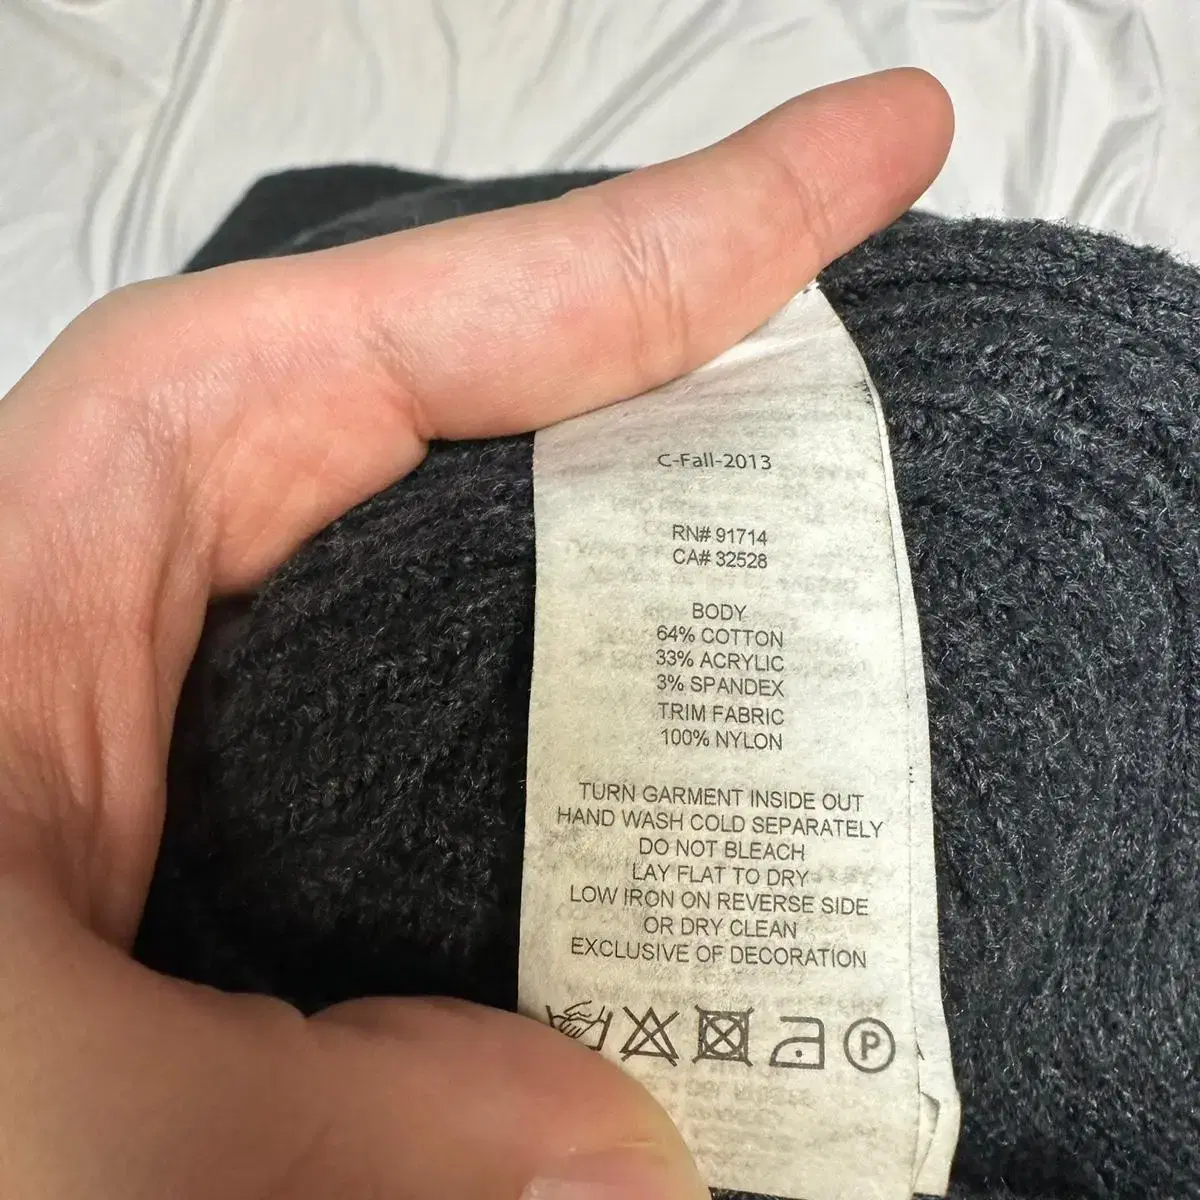 C-Fall-2013
RN# 91714
CA# 32528
BODY
64% COTTON
33% ACRYLIC
3% SPANDEX
TRIM FABRIC
100% NYLON
TURN GARMENT INSIDE OUT
HAND WASH COLD SEPARATELY
DO NOT BLEACH
LAY FLAT TO DRY
LOW IRON ON REVERSE SIDE
OR DRY CLEAN
EXCLUSIVE OF DECORATION
P